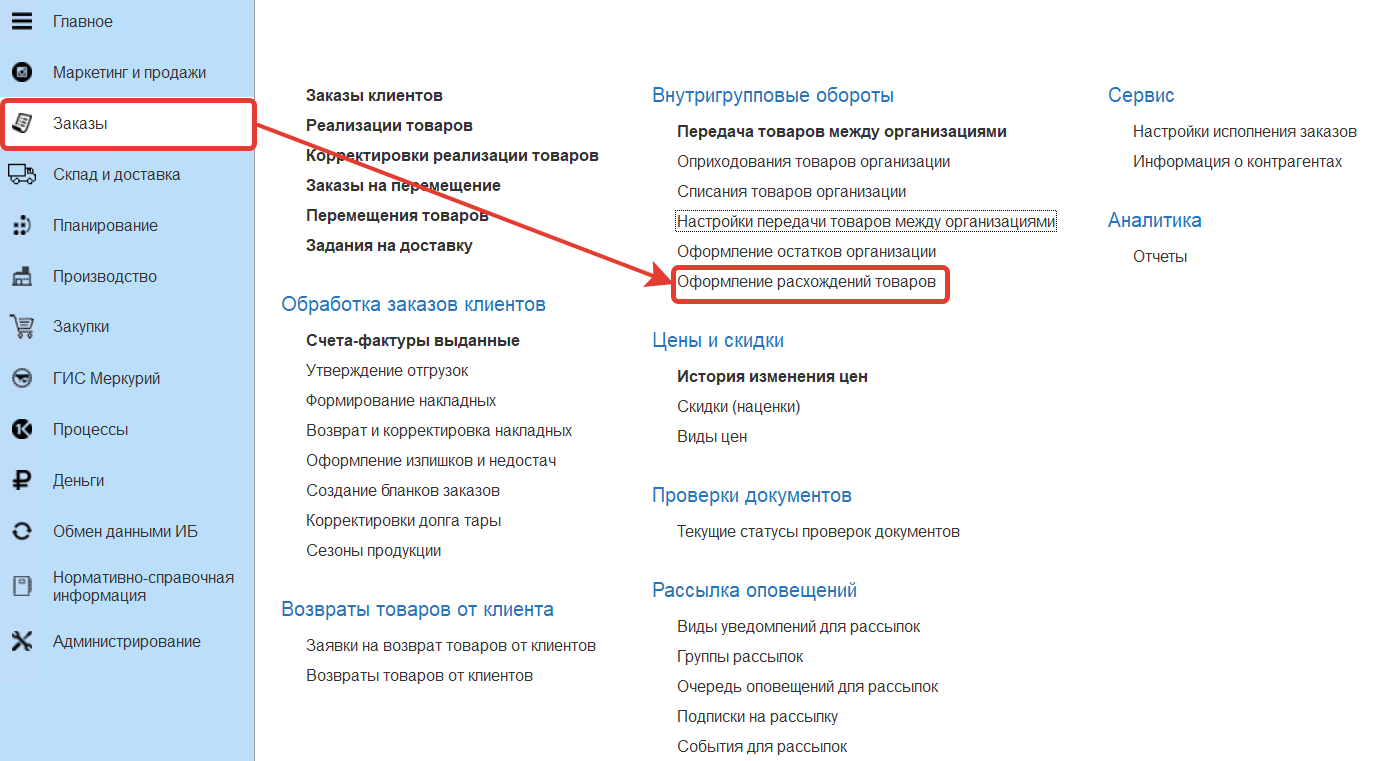 Главное
Маркетинг и продажи
Заказы
Склад и доставка
Планирование
Производство
Закупки
ГИС Меркурий
Процессы
Деньги
Обмен данными ИБ
Нормативно-справочная
информация
Администрирование
Заказы клиентов
Реализации товаров
Корректировки реализации товаров
Заказы на перемещение
Перемещения товаров
Задания на доставку
Обработка заказов клиентов
Счета-фактуры выданные
Утверждение отгрузок
Формирование накладных
Возврат и корректировка накладных
Оформление излишков и недостач
Создание бланков заказов
Корректировки долга тары
Сезоны продукции
Возвраты товаров от клиента
Заявки на возврат товаров от клиентов
Возвраты товаров от клиентов
Внутригрупповые обороты
Передача товаров между организациями
Оприходования товаров организации
Списания товаров организации
Настройки передачи товаров между организациями
Оформление остатков организации
Оформление расхождений товаров
Цены и скидки
История изменения цен
Скидки (наценки)
Виды цен
Проверки документов
Текущие статусы проверок документов
Рассылка оповещений
Виды уведомлений для рассылок
Группы рассылок
Очередь оповещений для рассылок
Подписки на рассылку
События для рассылок
Сервис
Настройки исполнения заказов
Информация о контрагентах
Аналитика
Отчеты